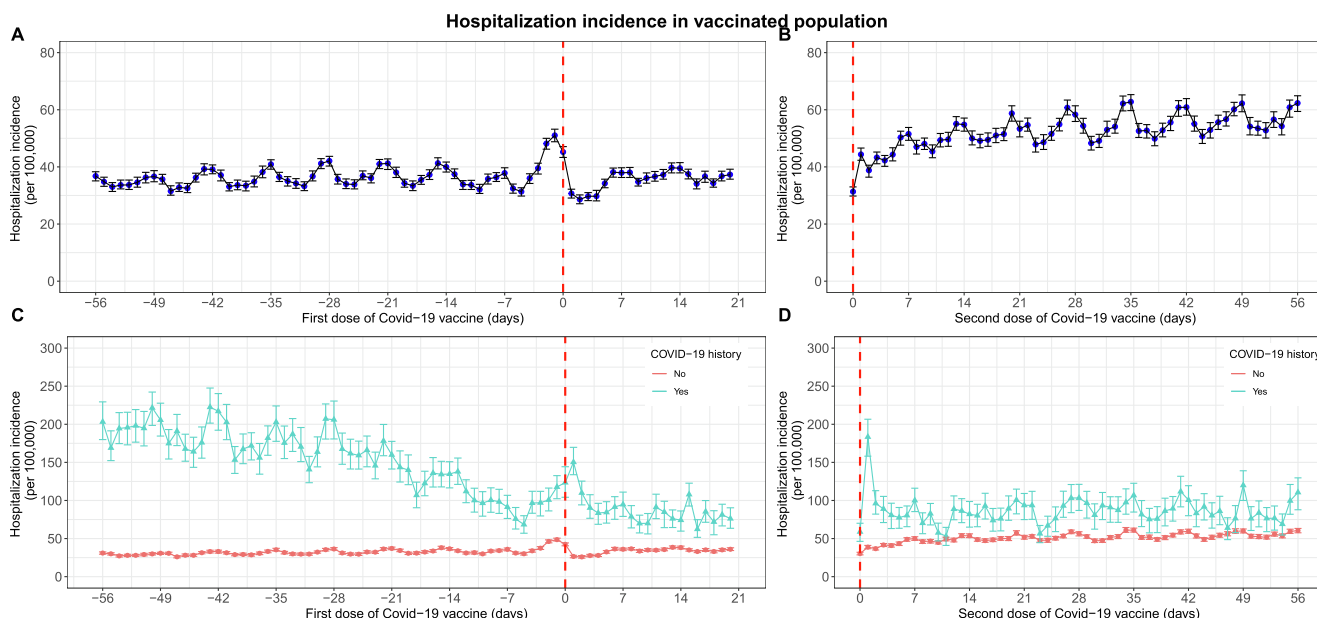 Hospitalization incidence in vaccinated population
A
Hospitalization incidence
(per 100,000)
80
60
40
20
0
−56 −49 −42 −35 −28 −21 −14 −7 0 7 14 21
First dose of Covid−19 vaccine (days)
B
Hospitalization incidence
(per 100,000)
80
60
40
20
0
0 7 14 21 28 35 42 49 56
Second dose of Covid−19 vaccine (days)
C
Hospitalization incidence
(per 100,000)
300
250
200
150
100
50
0
COVID−19 history
No
Yes
−56 −49 −42 −35 −28 −21 −14 −7 0 7 14 21
First dose of Covid−19 vaccine (days)
D
Hospitalization incidence
(per 100,000)
300
250
200
150
100
50
0
COVID−19 history
No
Yes
0 7 14 21 28 35 42 49 56
Second dose of Covid−19 vaccine (days)